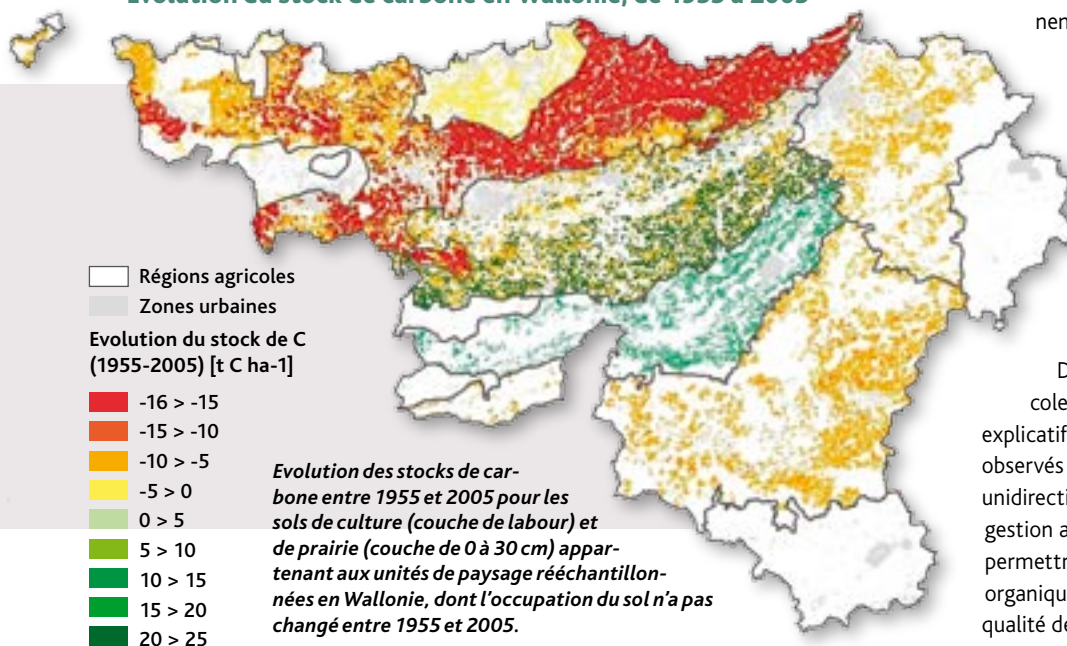 Evolution du stock de carbone en Wallonie, de 1955 à 2005
Régions agricoles
Zones urbaines
Evolution du stock de C
(1955-2005) [t C ha-1]
-16 > -15
-15 > -10
-10 > -5
-5 > 0
0 > 5
5 > 10
10 > 15
15 > 20
20 > 25
Evolution des stocks de car-
bone entre 1955 et 2005 pour les
sols de culture (couche de labour) et
de prairie (couche de 0 à 30 cm) appar-
tenant aux unités de paysage rééchantillon-
nées en Wallonie, dont l'occupation du sol n'a pas
changé entre 1955 et 2005.
nen
D
cole
explicatif
observés
unidirecti
gestion a
permettr
organiqu
qualité de